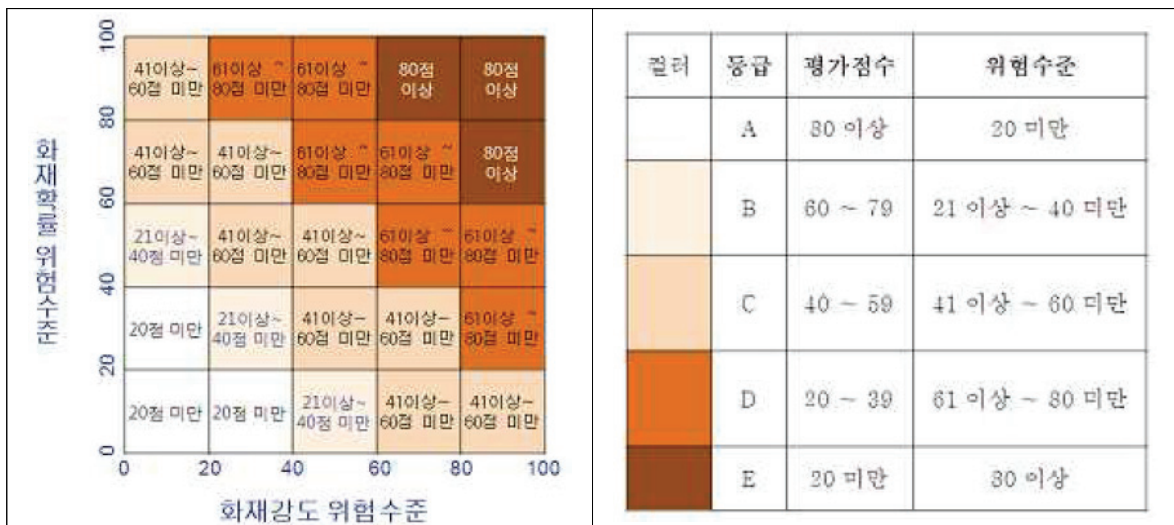 100
41이상~ 61이상 ~ 61이상 ~ 80점 80점
60점 미만 80점 미만 80점 미만 이상 이상
80
41이상~ 41이상~ 61이상 ~ 61이상 ~ 80점
60점 미만 60점 미만 80점 미만 80점 미만 이상
60
21이상~ 41이상~ 41이상~ 61이상 ~ 61이상 ~
40점 미만 60점 미만 60점 미만 80점 미만 80점 미만
40
20점 미만 21이상~ 41이상~ 41이상~ 61이상 ~
40점 미만 60점 미만 60점 미만 80점 미만
20
20점 미만 20점 미만 21이상~ 41이상~ 41이상~
40점 미만 60점 미만 60점 미만
0
0 20 40 60 80 100
화재확률 위험수준
화재강도 위험수준
컬러 등급 평가점수 위험수준
A 80 이상 20 미만
B 60 ~ 79 21 이상 ~ 40 미만
C 40 ~ 59 41 이상 ~ 60 미만
D 20 ~ 39 61 이상 ~ 80 미만
E 20 미만 80 이상